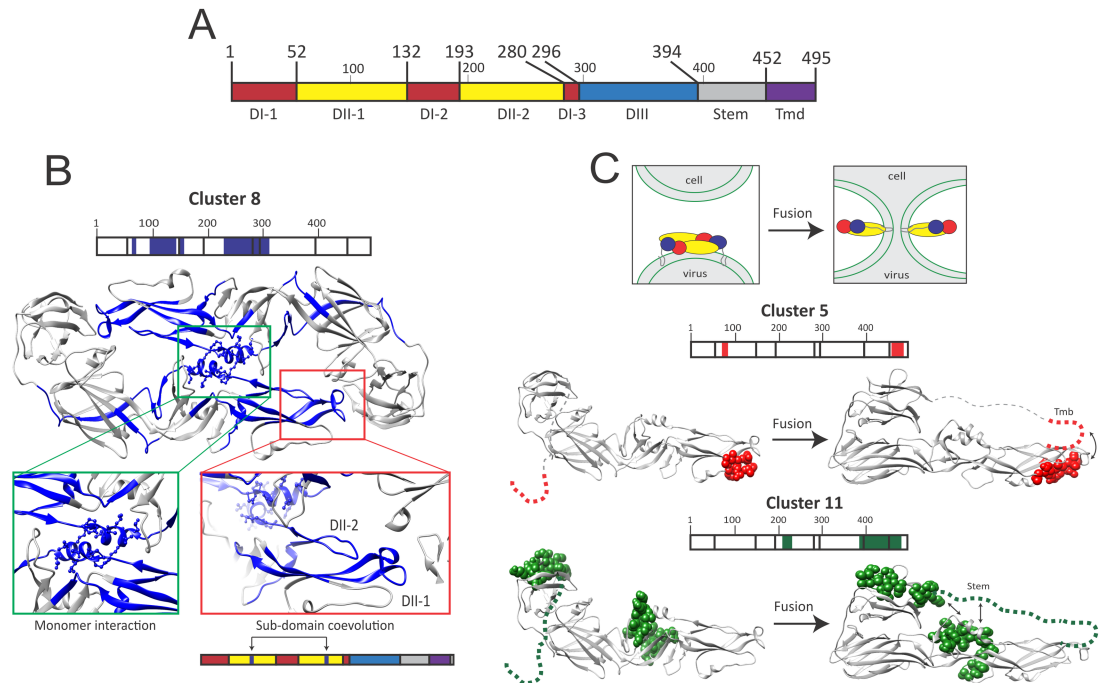 A
1 52 132 193 280 296 394 452 495
100 200 300 400
DI-1 DII-1 DI-2 DII-2 DI-3 DIII Stem Tmd
B
Cluster 8
1 100 200 300 400
DII-2
DII-1
Monomer interaction
Sub-domain coevolution
C
cell
virus
Fusion
cell
virus
Cluster 5
1 100 200 300 400
Fusion
Tmb
Cluster 11
1 100 200 300 400
Fusion
Stem